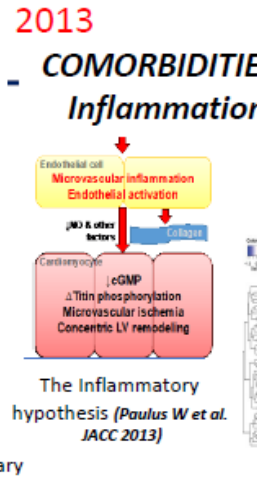 2013
COMORBIDITIE
Inflammation
Endothelial cell
Microvascular inflammation
Endothelial activation
↓NO & other
factors
Collagen
Cardiomyocyte
↓cGMP
ΔTitin phosphorylation
Microvascular ischemia
Concentric LV remodeling
The Inflammatory
hypothesis (Paulus W et al.
JACC 2013)
ary